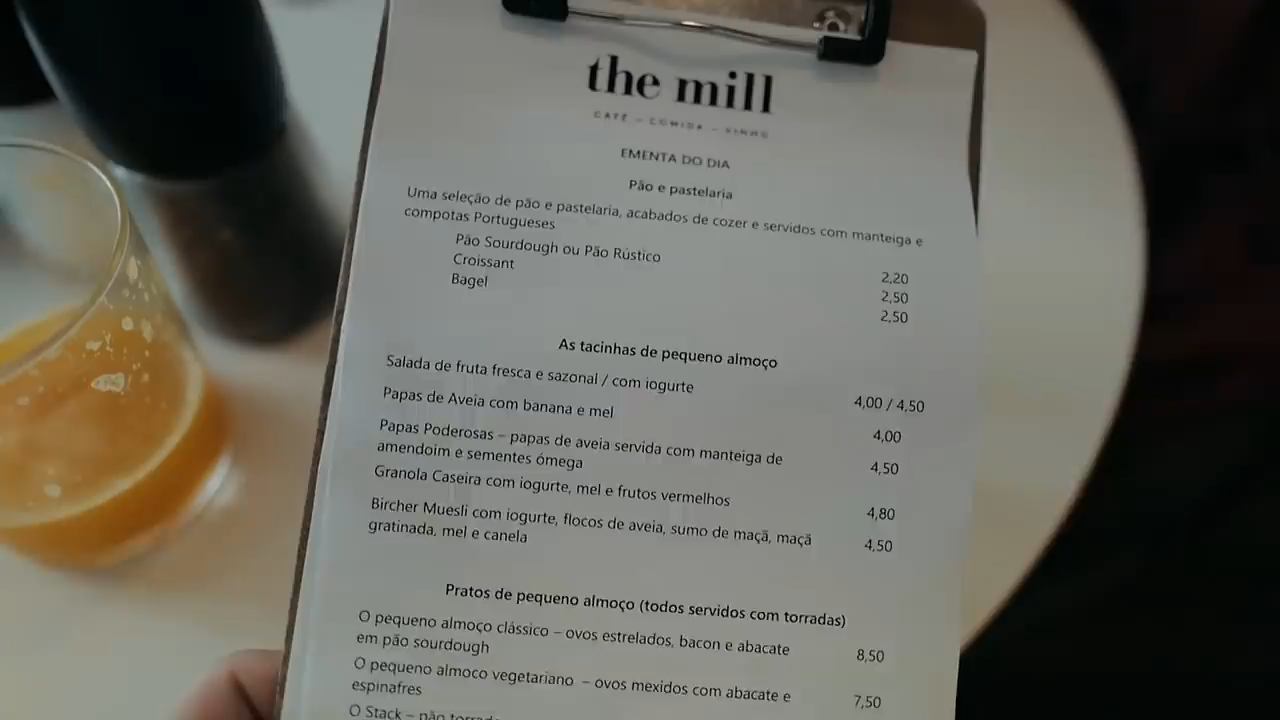 the mill
CAFÉ – COMIDA – VINHO
EMENTA DO DIA
Pão e pastelaria
Uma seleção de pão e pastelaria, acabados de cozer e servidos com manteiga e
compotas Portugueses
Pão Sourdough ou Pão Rústico 2,20
Croissant 2,50
Bagel 2,50
As tacinhas de pequeno almoço
Salada de fruta fresca e sazonal / com iogurte 4,00 / 4,50
Papas de Aveia com banana e mel 4,00
Papas Poderosas – papas de aveia servida com manteiga de 4,50
amendoim e sementes ómega
Granola Caseira com iogurte, mel e frutos vermelhos 4,80
Bircher Muesli com iogurte, flocos de aveia, sumo de maçã, maçã 4,50
gratinada, mel e canela
Pratos de pequeno almoço (todos servidos com torradas)
O pequeno almoço clássico – ovos estrelados, bacon e abacate 8,50
em pão sourdough
O pequeno almoco vegetariano – ovos mexidos com abacate e 7,50
espinafres
O Stack – pão